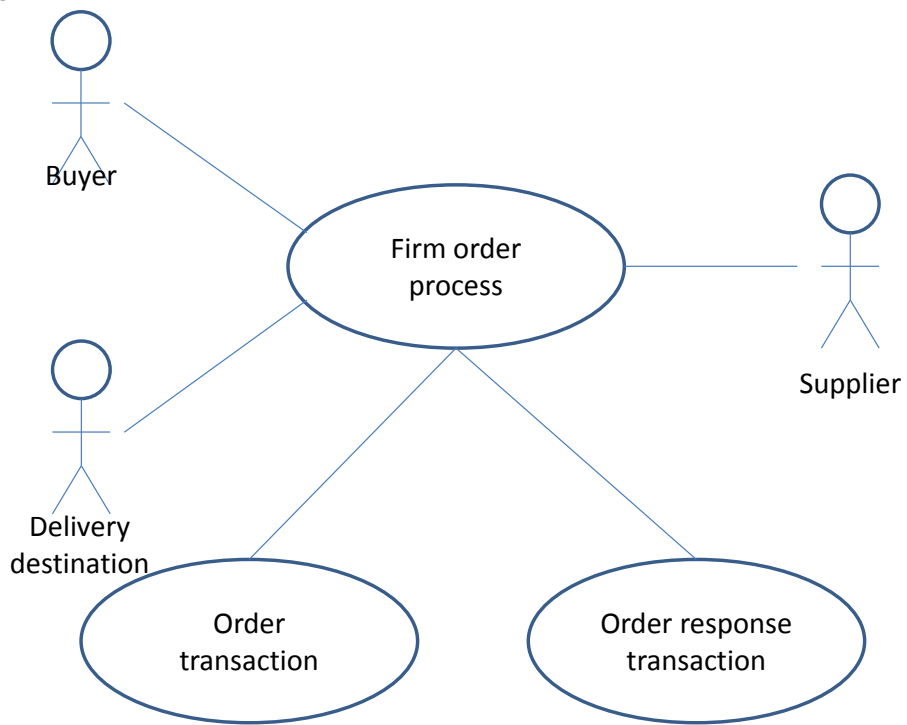 Buyer
Firm order
process
Supplier
Delivery
destination
Order
transaction
Order response
transaction